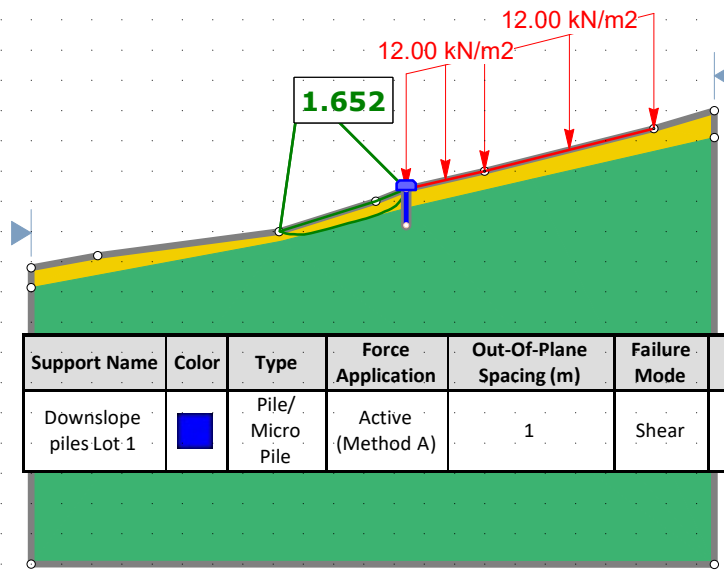 12.00 kN/m2
12.00 kN/m2
1.652
Support Name Color Type Force Application Out-Of-Plane Spacing (m) Failure Mode
Downslope piles Lot 1 Pile/ Micro Pile Active (Method A) 1 Shear